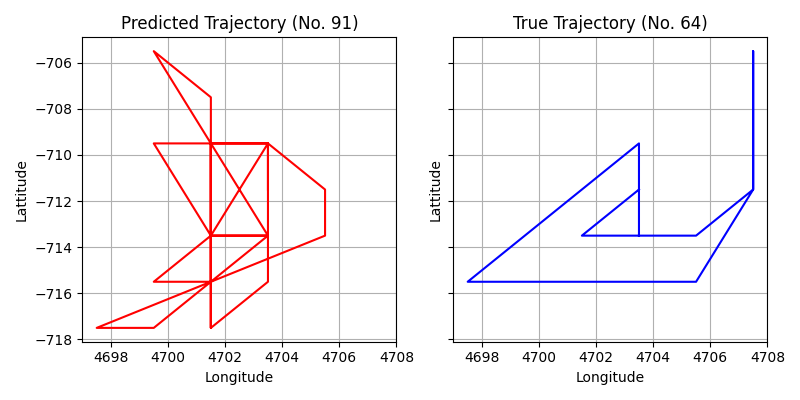 Predicted Trajectory (No. 91)
True Trajectory (No. 64)
Lattitude
−706
−708
−710
−712
−714
−716
−718
4698 4700 4702 4704 4706 4708
Longitude
Lattitude
4698 4700 4702 4704 4706 4708
Longitude